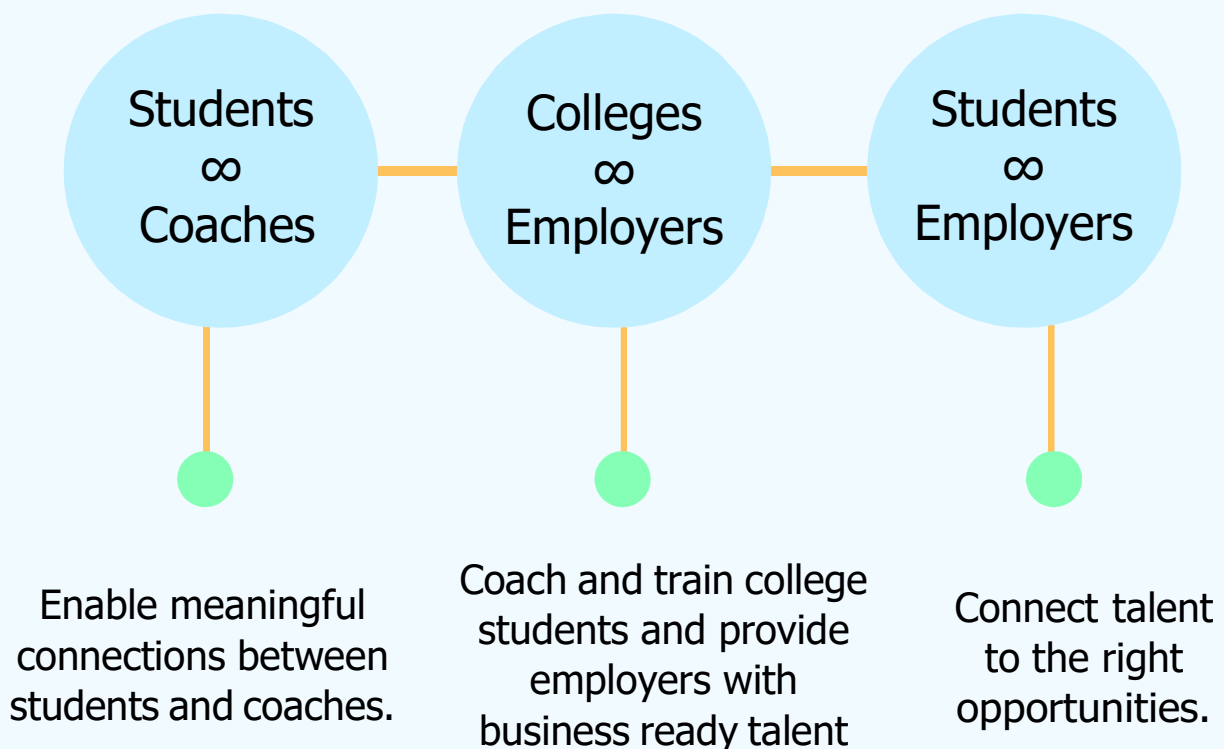 Students
∞
Coaches
Colleges
∞
Employers
Students
∞
Employers
Enable meaningful
connections between
students and coaches.
Coach and train college
students and provide
employers with
business ready talent
Connect talent
to the right
opportunities.